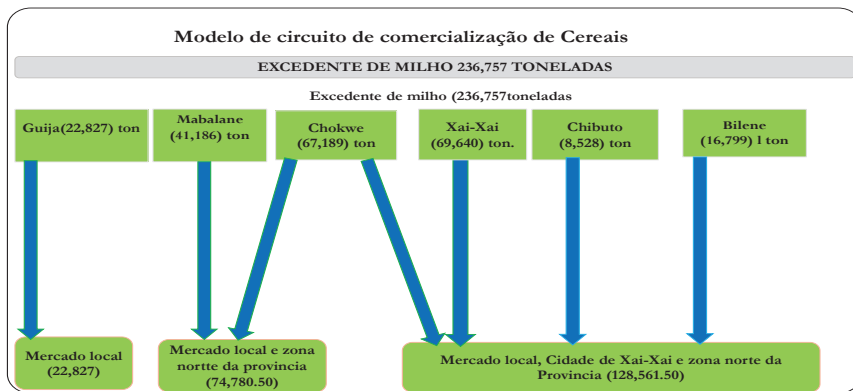 Modelo de circuito de comercialização de Cereais
EXCEDENTE DE MILHO 236,757 TONELADAS
Excedente de milho (236,757toneladas
Guija(22,827) ton
Mabalane
(41,186) ton
Chokwe
(67,189) ton
Xai-Xai
(69,640) ton.
Chibuto
(8,528) ton
Bilene
(16,799) l ton
Mercado local
(22,827)
Mercado local e zona
nortte da provincia
(74,780.50)
Mercado local, Cidade de Xai-Xai e zona norte da
Provincia (128,561.50)